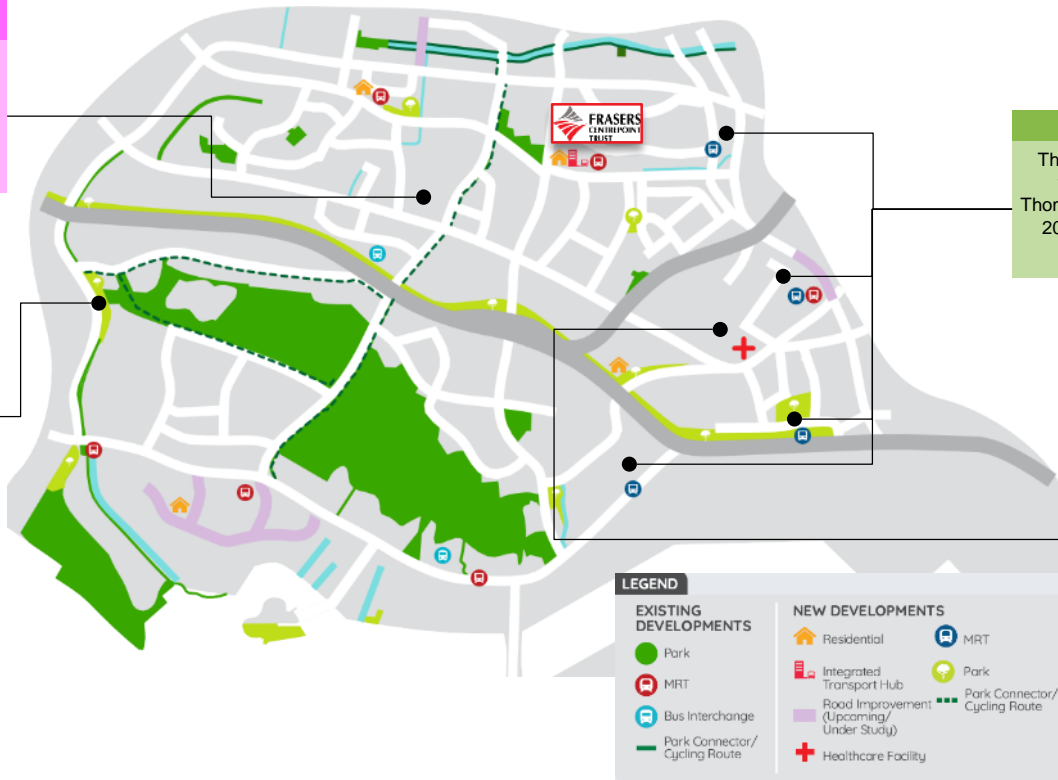 FRASERS
CENTREPOINT
TRUST
Th
Thor
20
LEGEND
EXISTING
DEVELOPMENTS
Park
MRT
Bus Interchange
Park Connector/
Cycling Route
NEW DEVELOPMENTS
Residential
Integrated
Transport Hub
Road Improvement
(Upcoming/
Under Study)
Healthcare Facility
MRT
Park
Park Connector/
Cycling Route